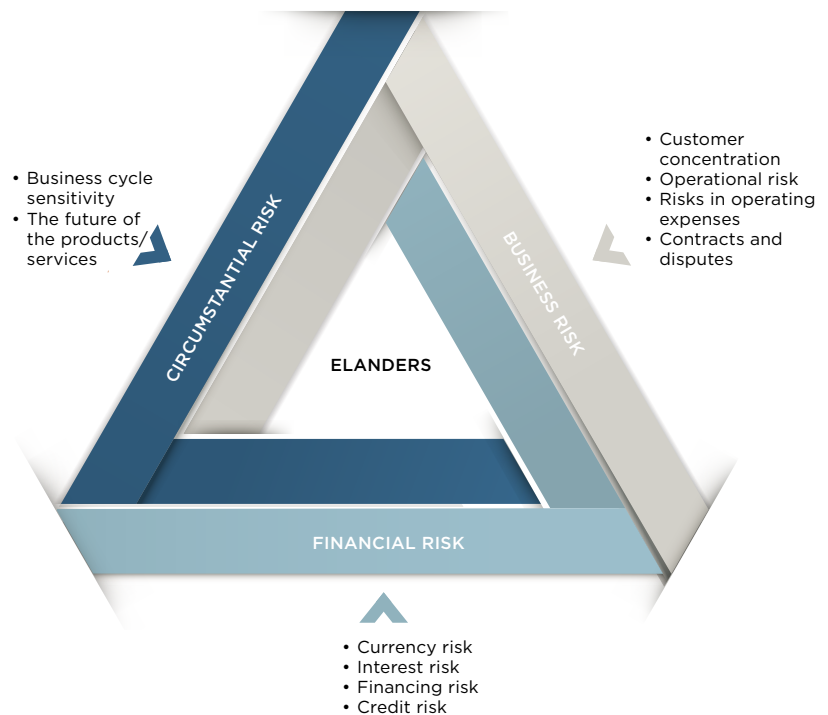 • Business cycle
sensitivity
• The future of
the products/
services
CIRCUMSTANTIAL RISK
• Customer
concentration
• Operational risk
• Risks in operating
expenses
• Contracts and
disputes
BUSINESS RISK
ELANDERS
FINANCIAL RISK
• Currency risk
• Interest risk
• Financing risk
• Credit risk